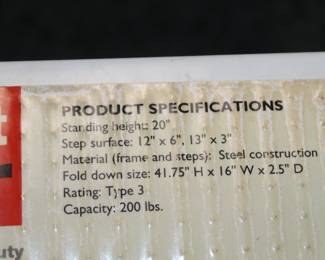 PRODUCT SPECIFICATIONS
Standing height: 20"
Step surface: 12" x 6", 13" x 3"
Material (frame and steps): Steel construction
Fold down size: 41.75" H x 16" W x 2.5" D
Rating: Type 3
Capacity: 200 lbs.
uty